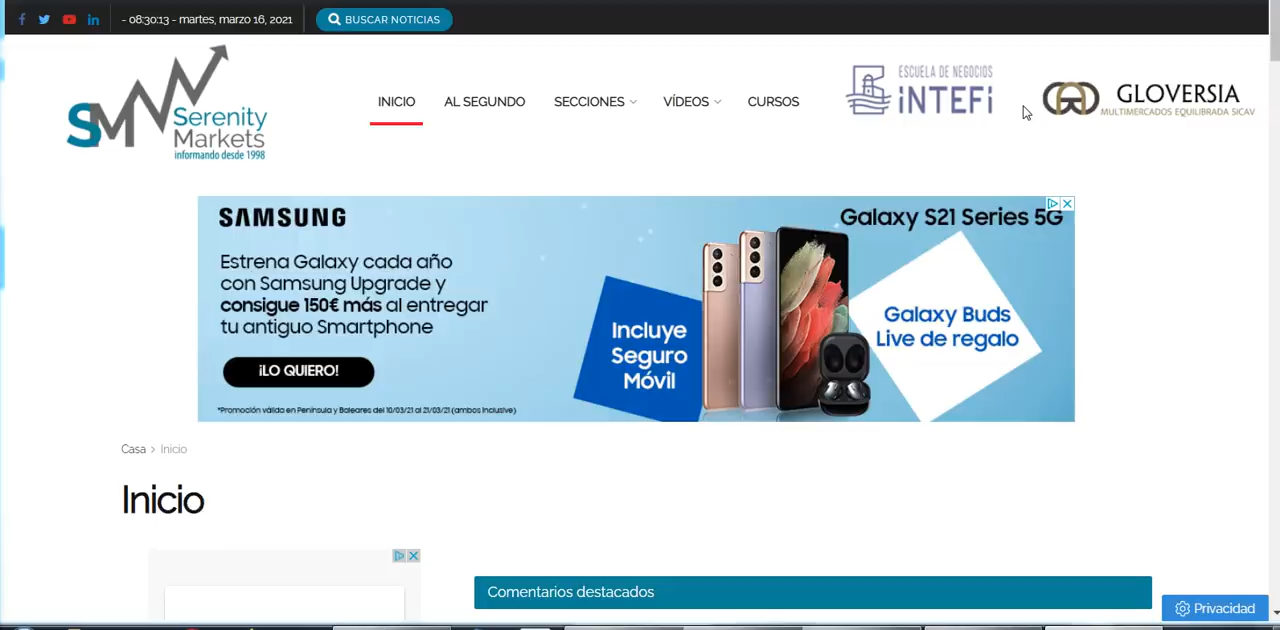 - 08:30:13 - martes, marzo 16, 2021
BUSCAR NOTICIAS
SM
Serenity
Markets
informando desde 1998
INICIO
AL SEGUNDO
SECCIONES
VÍDEOS
CURSOS
ESCUELA DE NEGOCIOS
iNTEFi
GLOVERSIA
MULTIMERCADOS EQUILIBRADA SICAV
SAMSUNG
Galaxy S21 Series 5G
Estrena Galaxy cada año
con Samsung Upgrade y
consigue 150€ más al entregar
tu antiguo Smartphone
¡LO QUIERO!
*Promoción válida en Península y Baleares del 10/03/21 al 21/03/21 (ambos inclusive)
Incluye
Seguro
Móvil
Galaxy Buds
Live de regalo
Casa > Inicio
Inicio
Comentarios destacados
Privacidad